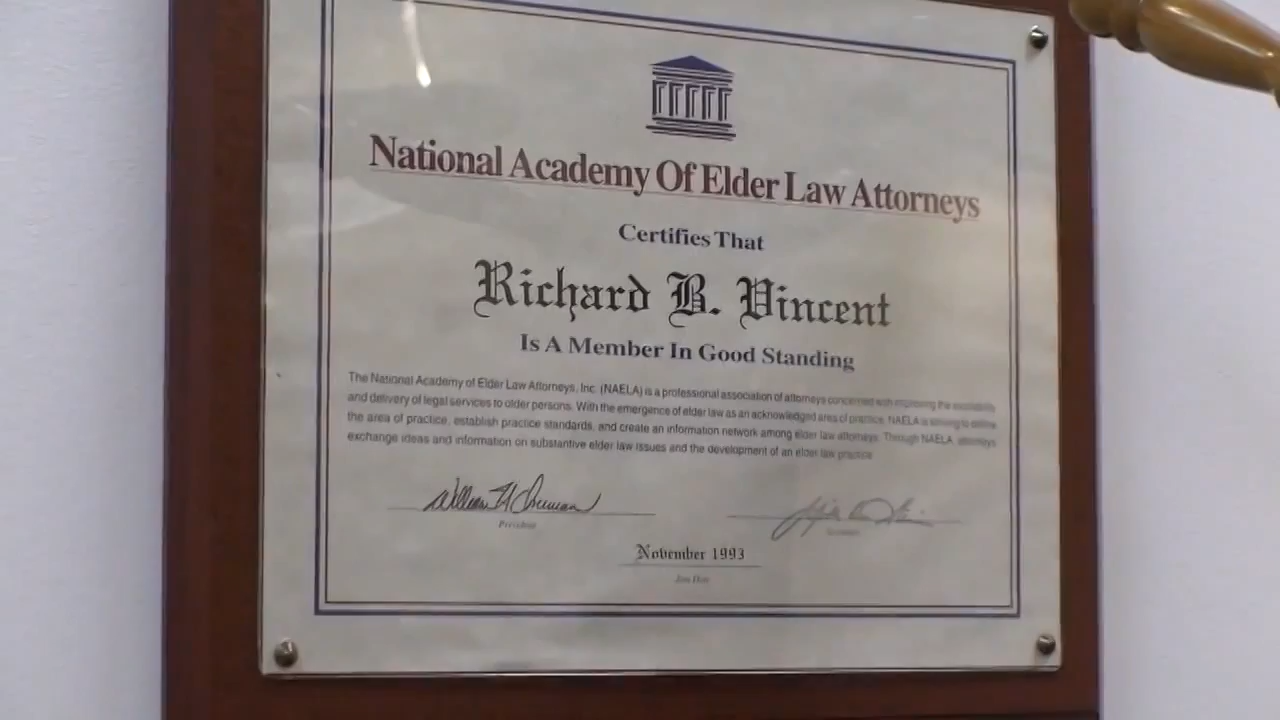 National Academy Of Elder Law Attorneys
Certifies That
Richard B. Vincent
Is A Member In Good Standing
The National Academy of Elder Law Attorneys, Inc. (NAELA) is a professional association of attorneys concerned with improving the availability
and delivery of legal services to older persons. With the emergence of elder law as an acknowledged area of practice, NAELA is striving to define
the area of practice, establish practice standards, and create an information network among elder law attorneys. Through NAELA, attorneys
exchange ideas and information on substantive elder law issues and the development of an elder law practice.
President
November 1993